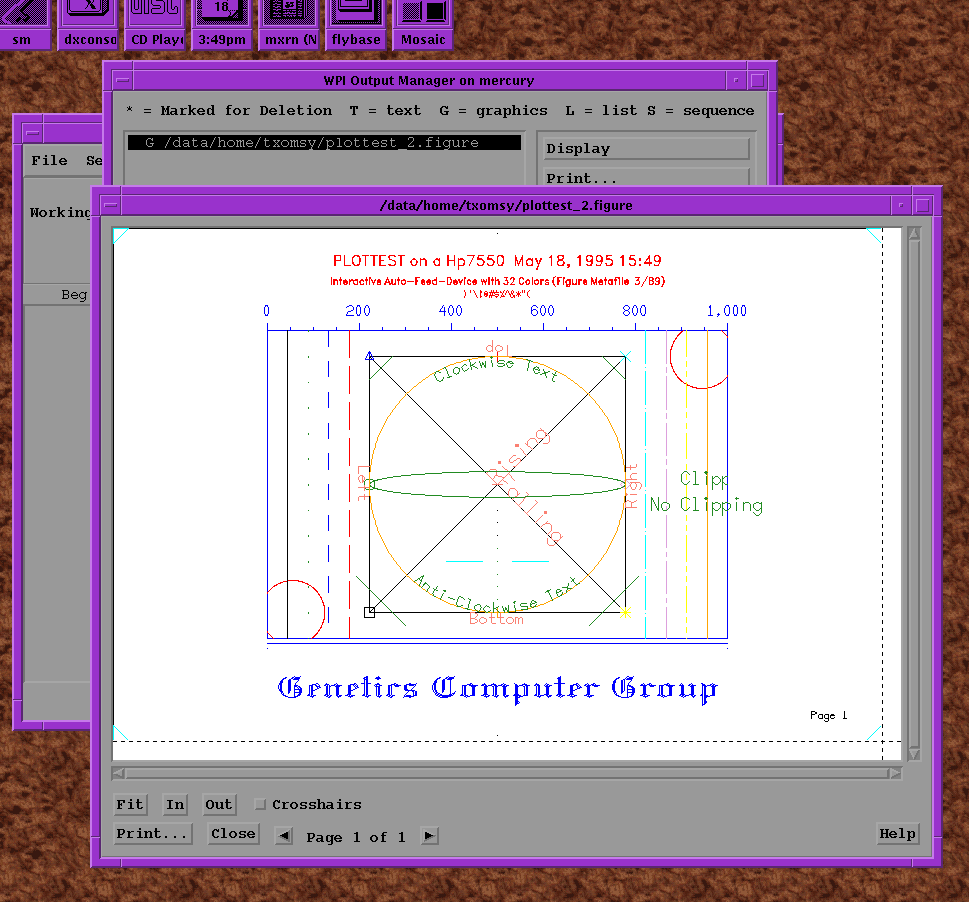 sm dxconso CD Play 3:49pm mxrn (N flybase Mosaic
18
WPI Output Manager on mercury
* = Marked for Deletion T = text G = graphics L = list S = sequence
G /data/home/txomsy/plottest_2.figure
Display
Print...
File Se
Working
Beg
/data/home/txomsy/plottest_2.figure
PLOTTEST on a Hp7550 May 18, 1995 15:49
Interactive Auto-Feed-Device with 32 Colors (Figure Metafile 3/89)
0 200 400 600 800 1,000
Top
Clockwise Text
Rising
Left
Right
Clipp
No Clipping
Falling
Anti-Clockwise Text
Bottom
Genetics Computer Group
Page 1
Fit In Out Crosshairs
Print... Close Page 1 of 1 Help